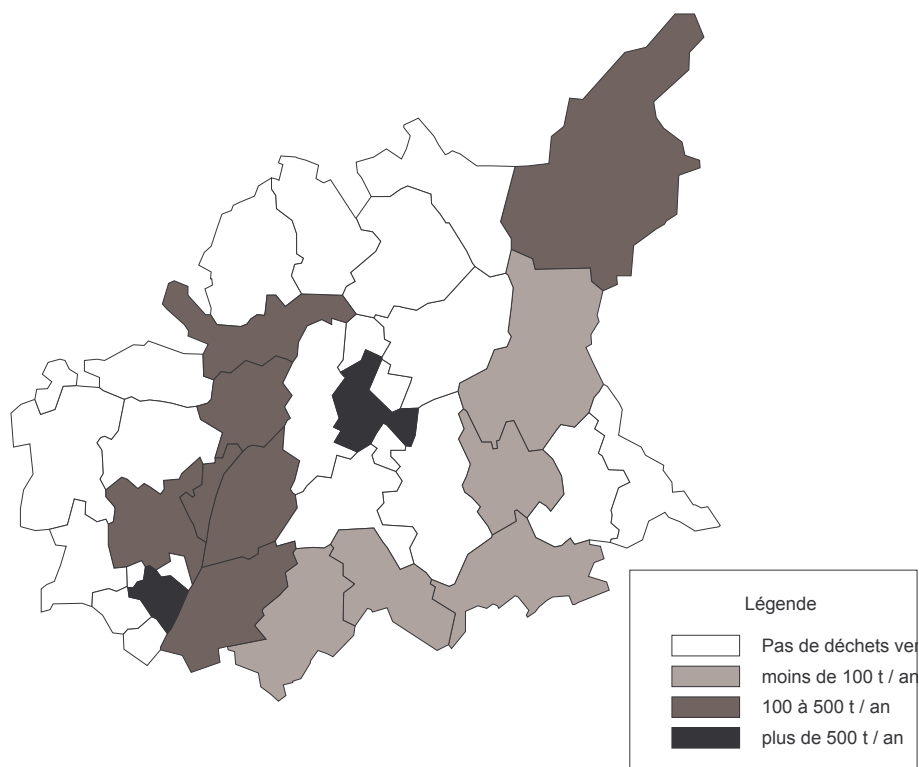 Légende
Pas de déchets ver
moins de 100 t / an
100 à 500 t / an
plus de 500 t / an